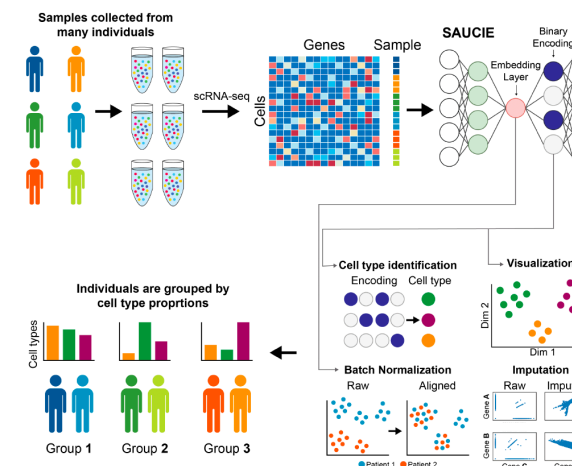 Samples collected from
many individuals
scRNA-seq
Genes
Sample
Cells
SAUCIE
Embedding
Layer
Binary
Encoding
Cell type identification
Encoding
Cell type
Visualization
Dim 2
Dim 1
Individuals are grouped by
cell type proprtions
Cell types
Group 1
Group 2
Group 3
Batch Normalization
Raw
Aligned
Patient 1
Patient 2
Imputation
Raw
Impu
Gene A
Gene B
Gene C